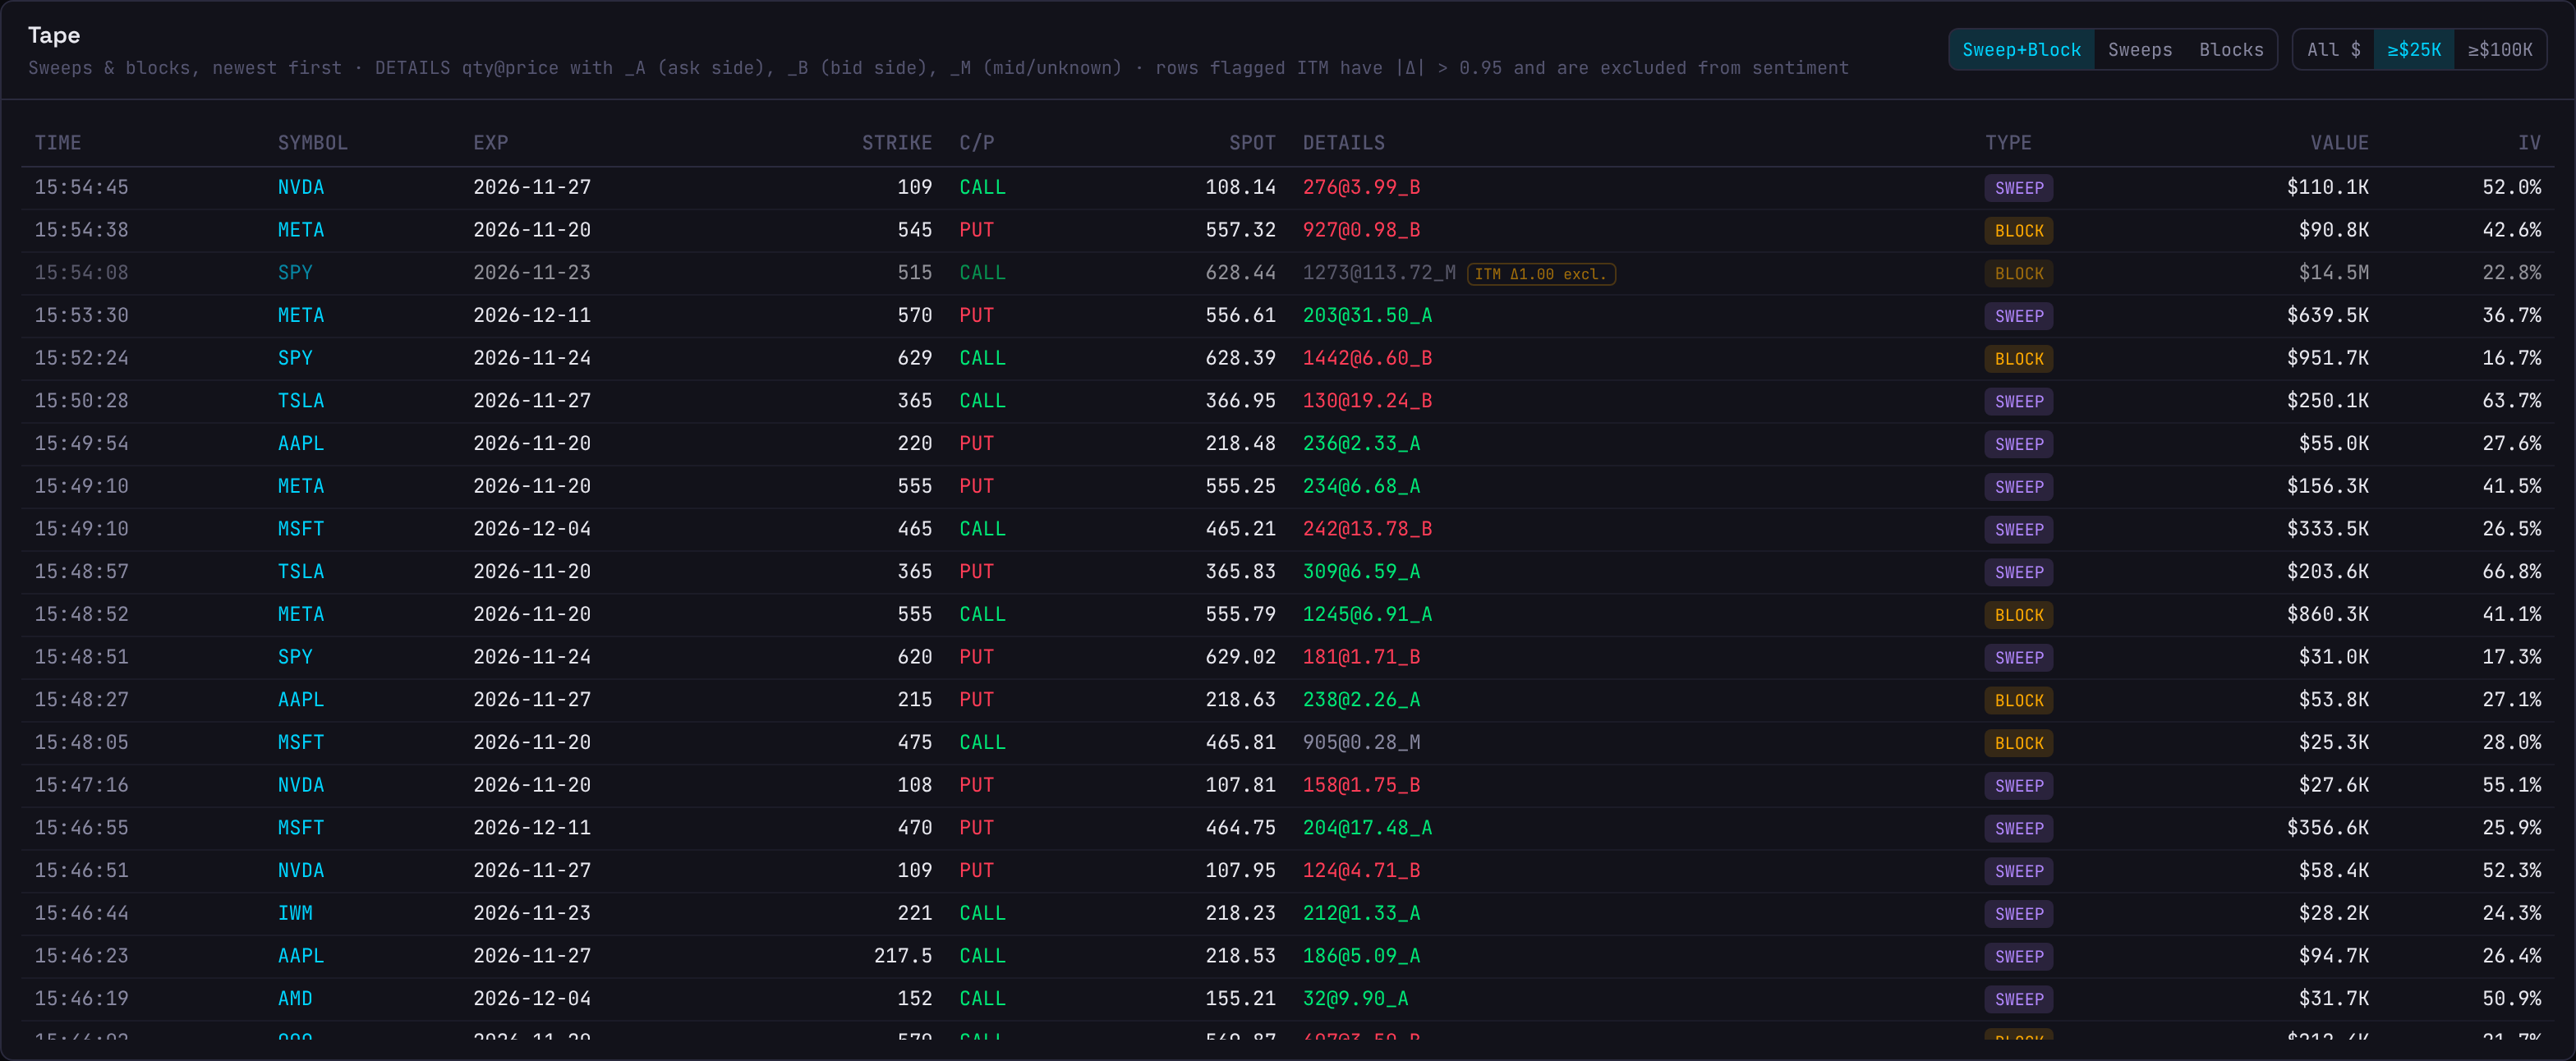 Tape
Sweeps & blocks, newest first · DETAILS qty@price with _A (ask side), _B (bid side), _M (mid/unknown) · rows flagged ITM have |Δ| > 0.95 and are excluded from sentiment
Sweep+Block Sweeps Blocks All $ ≥$25K ≥$100K
TIME SYMBOL EXP STRIKE C/P SPOT DETAILS TYPE VALUE IV
15:54:45 NVDA 2026-11-27 109 CALL 108.14 276@3.99_B SWEEP $110.1K 52.0%
15:54:38 META 2026-11-20 545 PUT 557.32 927@0.98_B BLOCK $90.8K 42.6%
15:54:08 SPY 2026-11-23 515 CALL 628.44 1273@113.72_M ITM Δ1.00 excl. BLOCK $14.5M 22.8%
15:53:30 META 2026-12-11 570 PUT 556.61 203@31.50_A SWEEP $639.5K 36.7%
15:52:24 SPY 2026-11-24 629 CALL 628.39 1442@6.60_B BLOCK $951.7K 16.7%
15:50:28 TSLA 2026-11-27 365 CALL 366.95 130@19.24_B SWEEP $250.1K 63.7%
15:49:54 AAPL 2026-11-20 220 PUT 218.48 236@2.33_A SWEEP $55.0K 27.6%
15:49:10 META 2026-11-20 555 PUT 555.25 234@6.68_A SWEEP $156.3K 41.5%
15:49:10 MSFT 2026-12-04 465 CALL 465.21 242@13.78_B SWEEP $333.5K 26.5%
15:48:57 TSLA 2026-11-20 365 PUT 365.83 309@6.59_A SWEEP $203.6K 66.8%
15:48:52 META 2026-11-20 555 CALL 555.79 1245@6.91_A BLOCK $860.3K 41.1%
15:48:51 SPY 2026-11-24 620 PUT 629.02 181@1.71_B SWEEP $31.0K 17.3%
15:48:27 AAPL 2026-11-27 215 PUT 218.63 238@2.26_A BLOCK $53.8K 27.1%
15:48:05 MSFT 2026-11-20 475 CALL 465.81 905@0.28_M BLOCK $25.3K 28.0%
15:47:16 NVDA 2026-11-20 108 PUT 107.81 158@1.75_B SWEEP $27.6K 55.1%
15:46:55 MSFT 2026-12-11 470 PUT 464.75 204@17.48_A SWEEP $356.6K 25.9%
15:46:51 NVDA 2026-11-27 109 PUT 107.95 124@4.71_B SWEEP $58.4K 52.3%
15:46:44 IWM 2026-11-23 221 CALL 218.23 212@1.33_A SWEEP $28.2K 24.3%
15:46:23 AAPL 2026-11-27 217.5 CALL 218.53 186@5.09_A SWEEP $94.7K 26.4%
15:46:19 AMD 2026-12-04 152 CALL 155.21 32@9.90_A SWEEP $31.7K 50.9%
CALL BLOCK